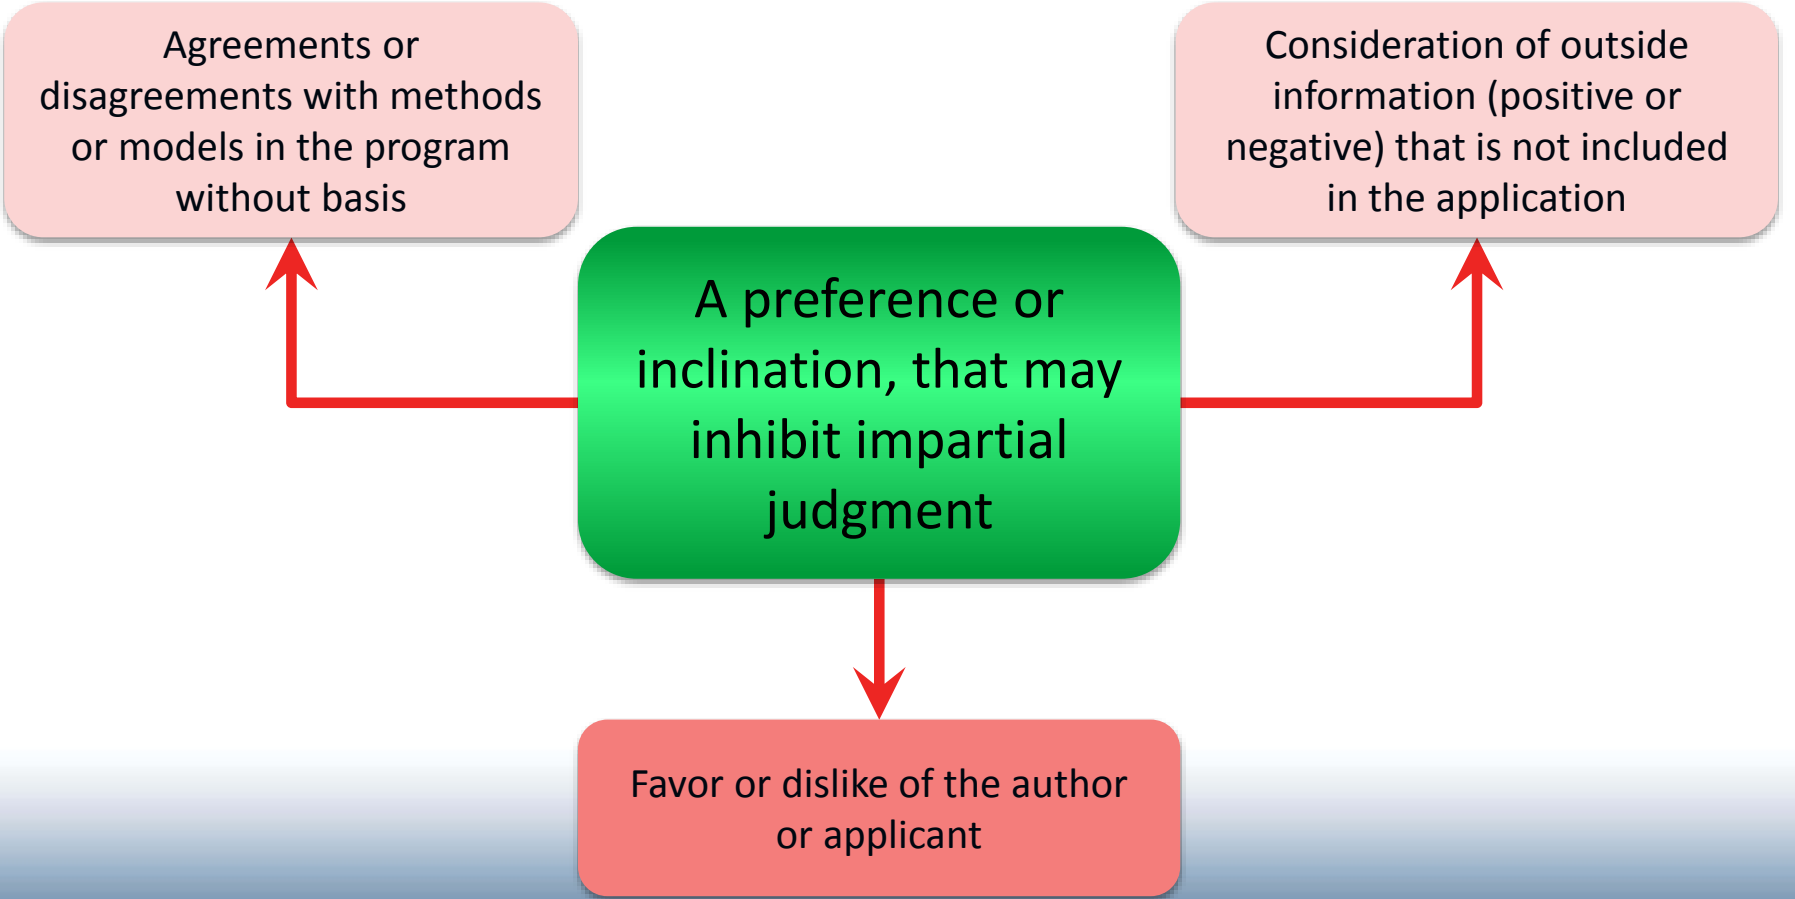 Agreements or
disagreements with methods
or models in the program
without basis
Consideration of outside
information (positive or
negative) that is not included
in the application
A preference or
inclination, that may
inhibit impartial
judgment
Favor or dislike of the author
or applicant